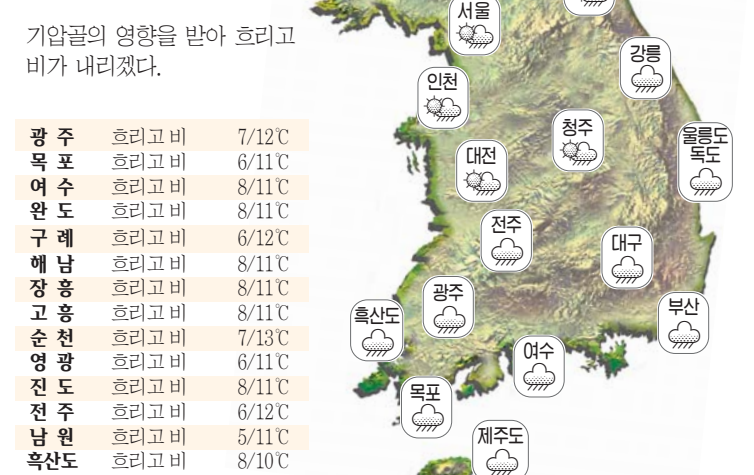 기압골의 영향을 받아 흐리고
비가 내리겠다.
광 주 흐리고 비 7/12℃
목 포 흐리고 비 6/11℃
여 수 흐리고 비 8/11℃
완 도 흐리고 비 8/11℃
구 례 흐리고 비 6/12℃
해 남 흐리고 비 8/11℃
장 흥 흐리고 비 8/11℃
고 흥 흐리고 비 8/11℃
순 천 흐리고 비 7/13℃
영 광 흐리고 비 6/11℃
진 도 흐리고 비 8/11℃
전 주 흐리고 비 6/12℃
남 원 흐리고 비 5/11℃
흑산도 흐리고 비 8/10℃
서울
강릉
인천
청주
울릉도
독도
대전
전주
대구
광주
부산
흑산도
여수
목포
제주도